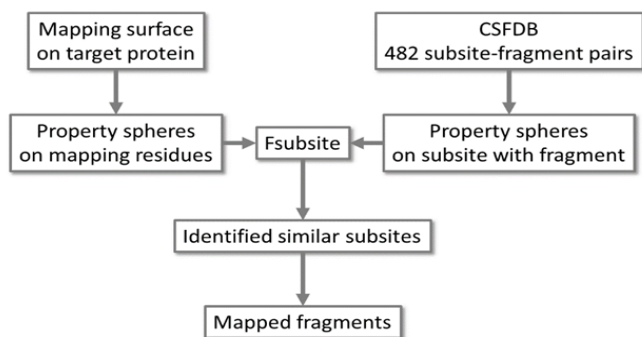 Mapping surface
on target protein
CSFDB
482 subsite-fragment pairs
Property spheres
on mapping residues
Fsubsite
Property spheres
on subsite with fragment
Identified similar subsites
Mapped fragments